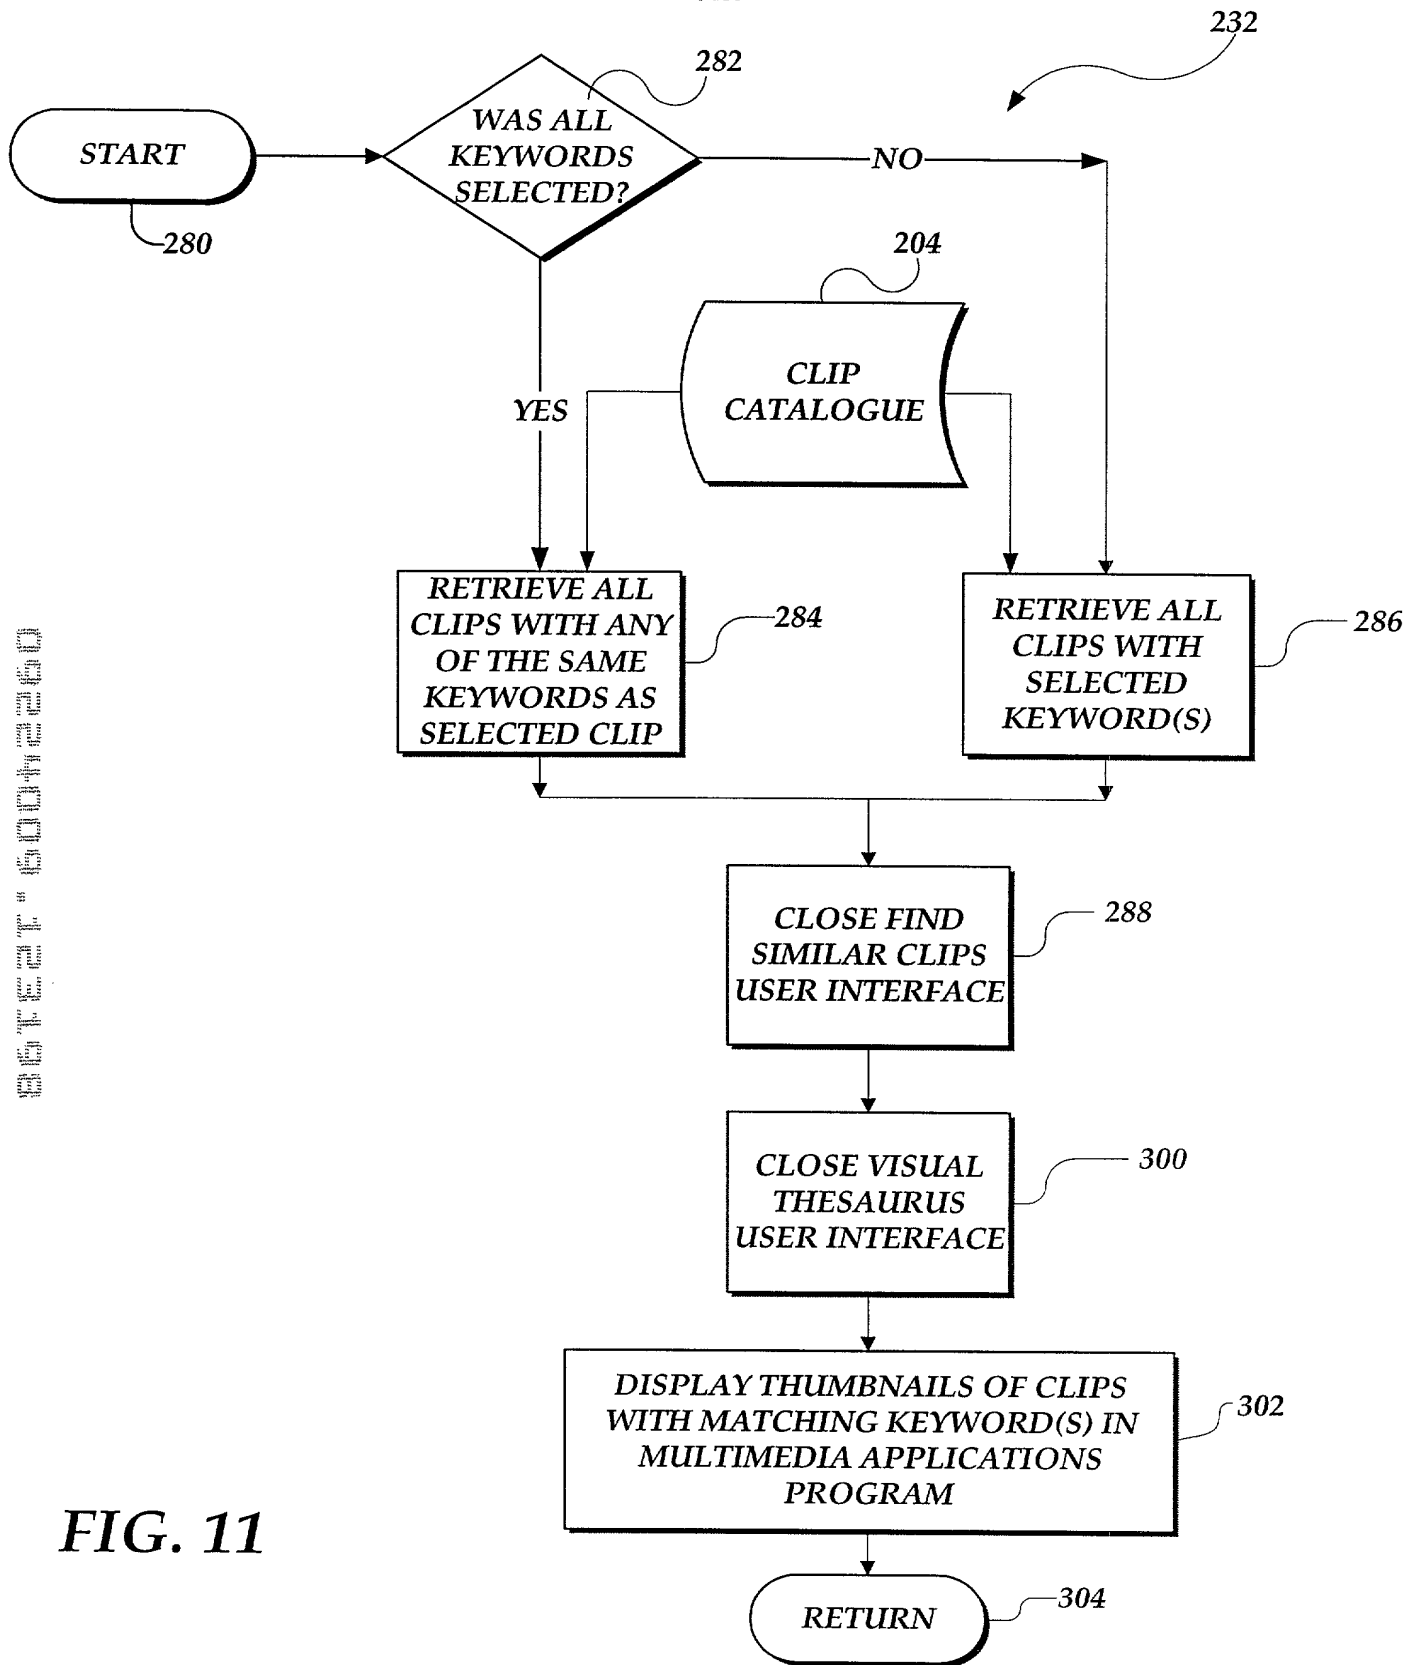 232
282
WAS ALL
KEYWORDS
SELECTED?
START
NO
280
204
CLIP
CATALOGUE
YES
RETRIEVE ALL
CLIPS WITH ANY
OF THE SAME
KEYWORDS AS
SELECTED CLIP
284
RETRIEVE ALL
CLIPS WITH
SELECTED
KEYWORD(S)
286
CLOSE FIND
SIMILAR CLIPS
USER INTERFACE
288
CLOSE VISUAL
THESAURUS
USER INTERFACE
300
DISPLAY THUMBNAILS OF CLIPS
WITH MATCHING KEYWORD(S) IN
MULTIMEDIA APPLICATIONS
PROGRAM
302
FIG. 11
RETURN
304